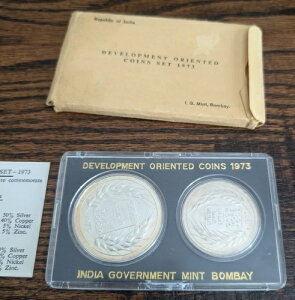 Republic of India
DEVELOPMENT ORIENTED
COINS SET 1973
I. G. Mint, Bombay.
SET—1973
commemorate
50% Silver
40% Copper
5% Nickel
5% Zinc.
% Silver
% Copper
Nickel
% Zinc.
DEVELOPMENT ORIENTED COINS 1973
INDIA GOVERNMENT MINT BOMBAY